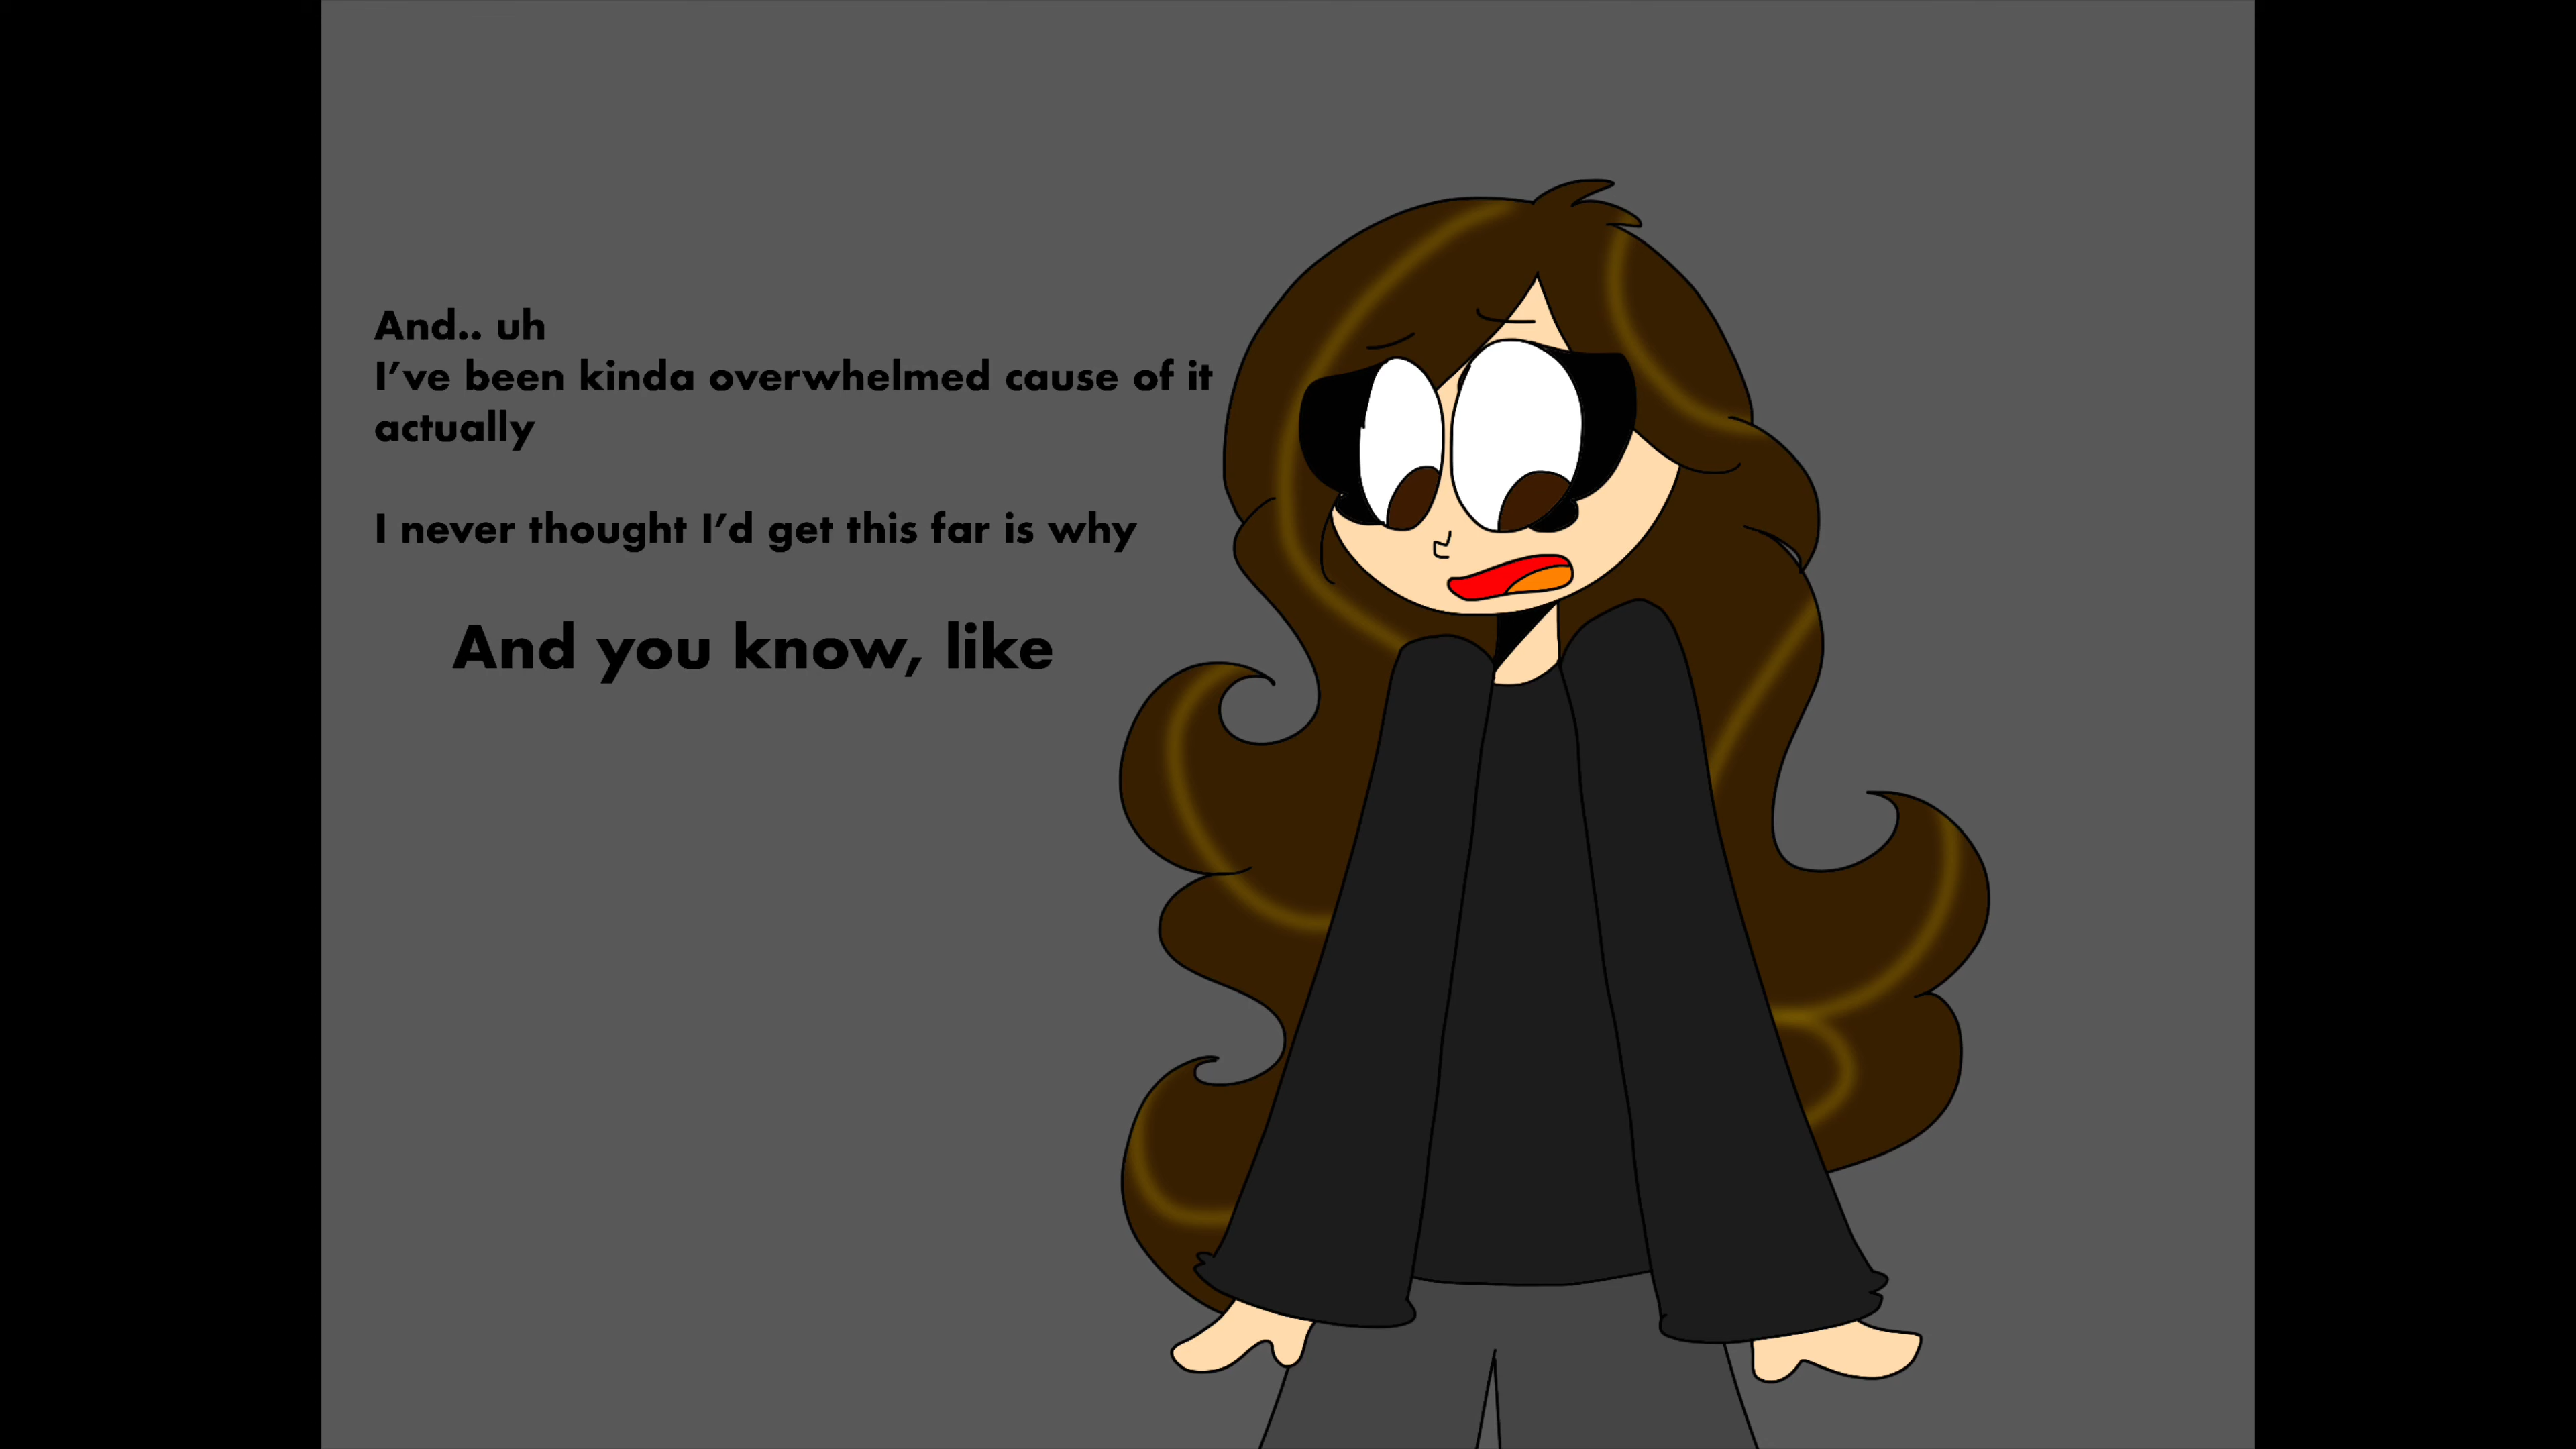 And.. uh
I’ve been kinda overwhelmed cause of it
actually
I never thought I’d get this far is why
And you know, like